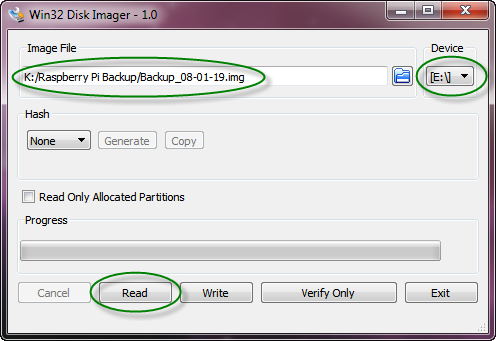 Win32 Disk Imager - 1.0
Image File
Device
K:/Raspberry Pi Backup/Backup_08-01-19.img
[E:\]
Hash
None
Generate
Copy
Read Only Allocated Partitions
Progress
Cancel
Read
Write
Verify Only
Exit